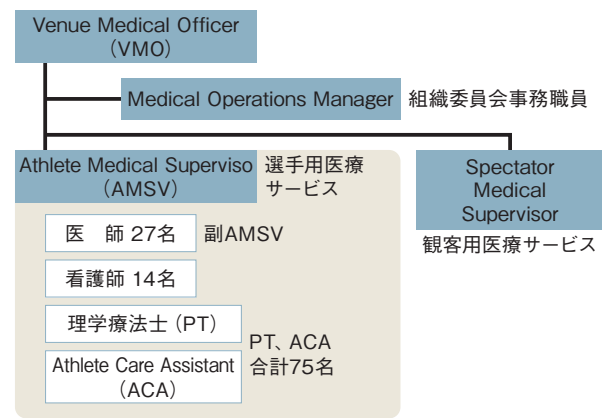 Venue Medical Officer
（VMO）
Medical Operations Manager 組織委員会事務職員
Athlete Medical Superviso
（AMSV）
選手用医療
サービス
Spectator
Medical
Supervisor
観客用医療サービス
医　師 27名 副AMSV
看護師 14名
理学療法士（PT）
Athlete Care Assistant
（ACA）
PT、ACA
合計75名